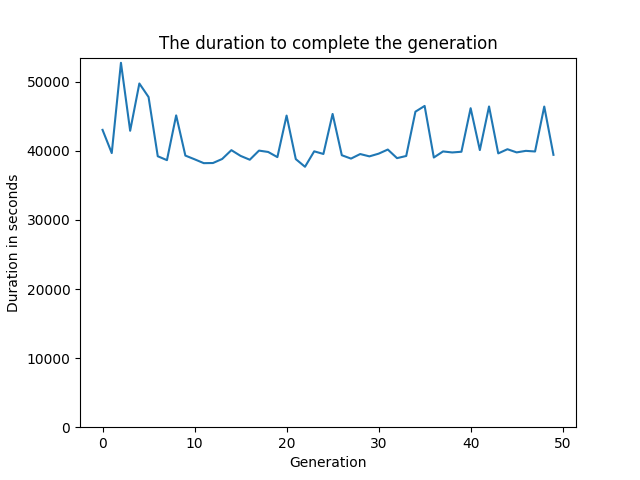 The duration to complete the generation
50000
40000
30000
20000
10000
0
Duration in seconds
0 10 20 30 40 50
Generation